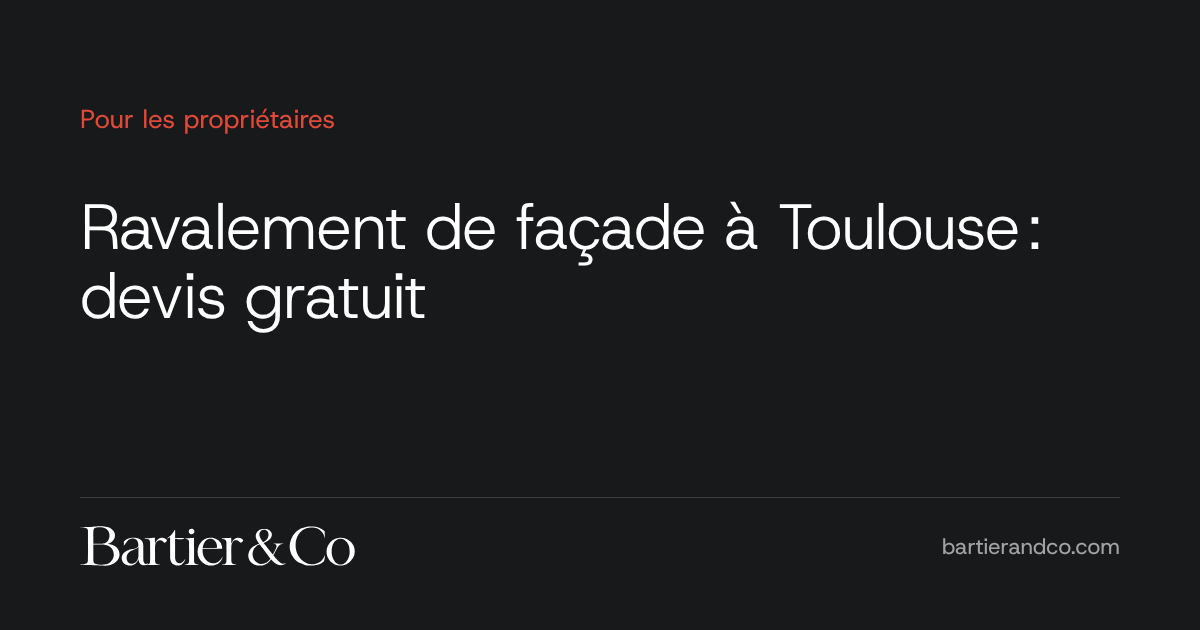 Pour les propriétaires
Ravalement de façade à Toulouse :
devis gratuit
Bartier & Co
bartierandco.com